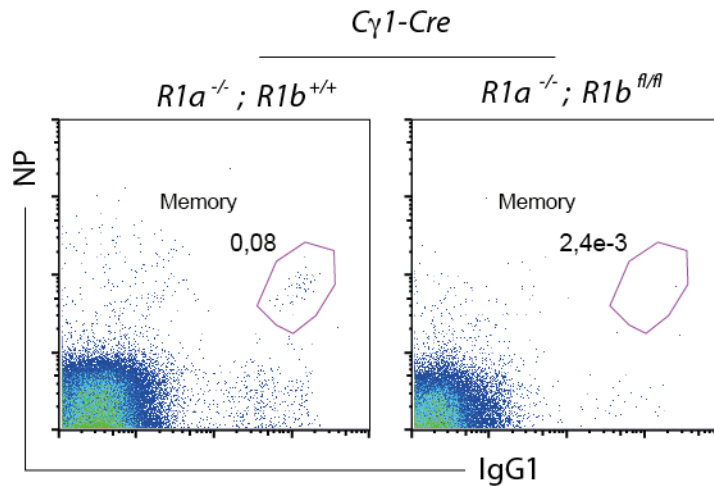 Cγ1-Cre
R1a -/- ; R1b +/+
R1a -/- ; R1b fl/fl
NP
Memory
0,08
Memory
2,4e-3
IgG1